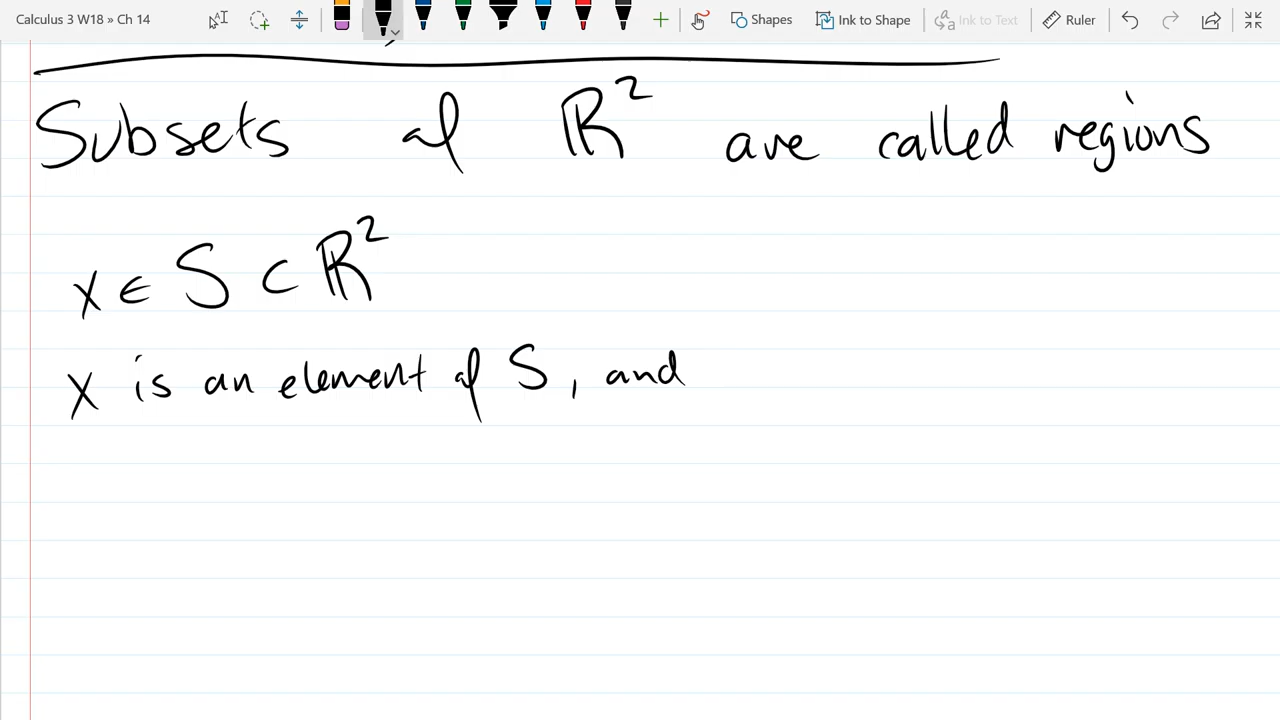 Calculus 3 W18 » Ch 14 Shapes Ink to Shape Ink to Text Ruler
Subsets of ℝ² are called regions
x ∈ S ⊂ ℝ²
x is an element of S, and